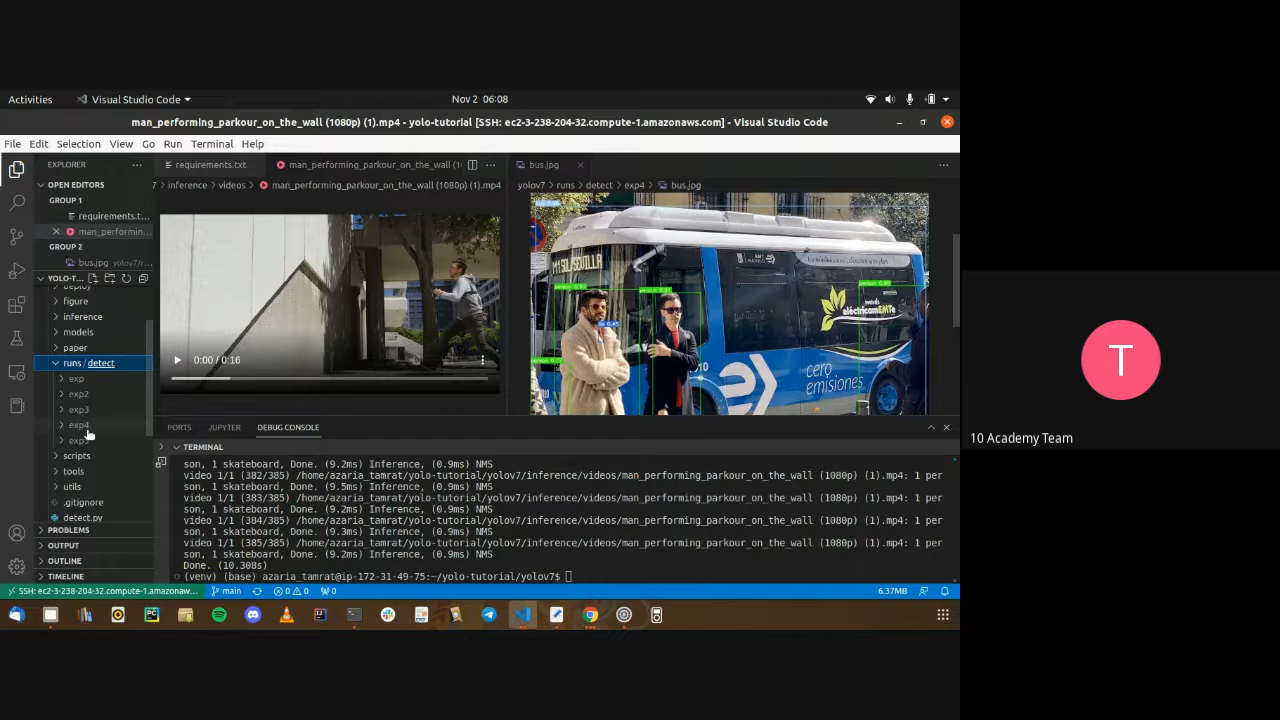 Activities
Visual Studio Code
Nov 2 06:08
man_performing_parkour_on_the_wall (1080p) (1).mp4 - yolo-tutorial [SSH: ec2-3-238-204-32.compute-1.amazonaws.com] - Visual Studio Code
File Edit Selection View Go Run Terminal Help
EXPLORER
requirements.txt
man_performing_parkour_on_the_wall (1
bus.jpg
OPEN EDITORS
7 > inference > videos > man_performing_parkour_on_the_wall (1080p) (1).mp4
yolov7 > runs > detect > exp4 > bus.jpg
GROUP 1
requirements.t...
man_performin...
GROUP 2
bus.jpg yolov7/r...
YOLO-T...
deploy
figure
inference
models
paper
runs / detect
exp
exp2
exp3
exp4
exp5
scripts
tools
utils
.gitignore
detect.py
PROBLEMS
OUTPUT
OUTLINE
TIMELINE
0:00 / 0:16
cero
emisiones
PORTS JUPYTER DEBUG CONSOLE
TERMINAL
son, 1 skateboard, Done. (9.2ms) Inference, (0.9ms) NMS
video 1/1 (382/385) /home/azaria_tamrat/yolo-tutorial/yolov7/inference/videos/man_performing_parkour_on_the_wall (1080p) (1).mp4: 1 per
son, 1 skateboard, Done. (9.5ms) Inference, (0.9ms) NMS
video 1/1 (383/385) /home/azaria_tamrat/yolo-tutorial/yolov7/inference/videos/man_performing_parkour_on_the_wall (1080p) (1).mp4: 1 per
son, 1 skateboard, Done. (9.2ms) Inference, (0.9ms) NMS
video 1/1 (384/385) /home/azaria_tamrat/yolo-tutorial/yolov7/inference/videos/man_performing_parkour_on_the_wall (1080p) (1).mp4: 1 per
son, 1 skateboard, Done. (9.3ms) Inference, (0.9ms) NMS
video 1/1 (385/385) /home/azaria_tamrat/yolo-tutorial/yolov7/inference/videos/man_performing_parkour_on_the_wall (1080p) (1).mp4: 1 per
son, 1 skateboard, Done. (9.2ms) Inference, (0.9ms) NMS
Done. (10.308s)
(venv) (base) azaria_tamrat@ip-172-31-49-75:~/yolo-tutorial/yolov7$
SSH: ec2-3-238-204-32.compute-1.amazonaw...
main
0 0
0
6.37MB
T
10 Academy Team